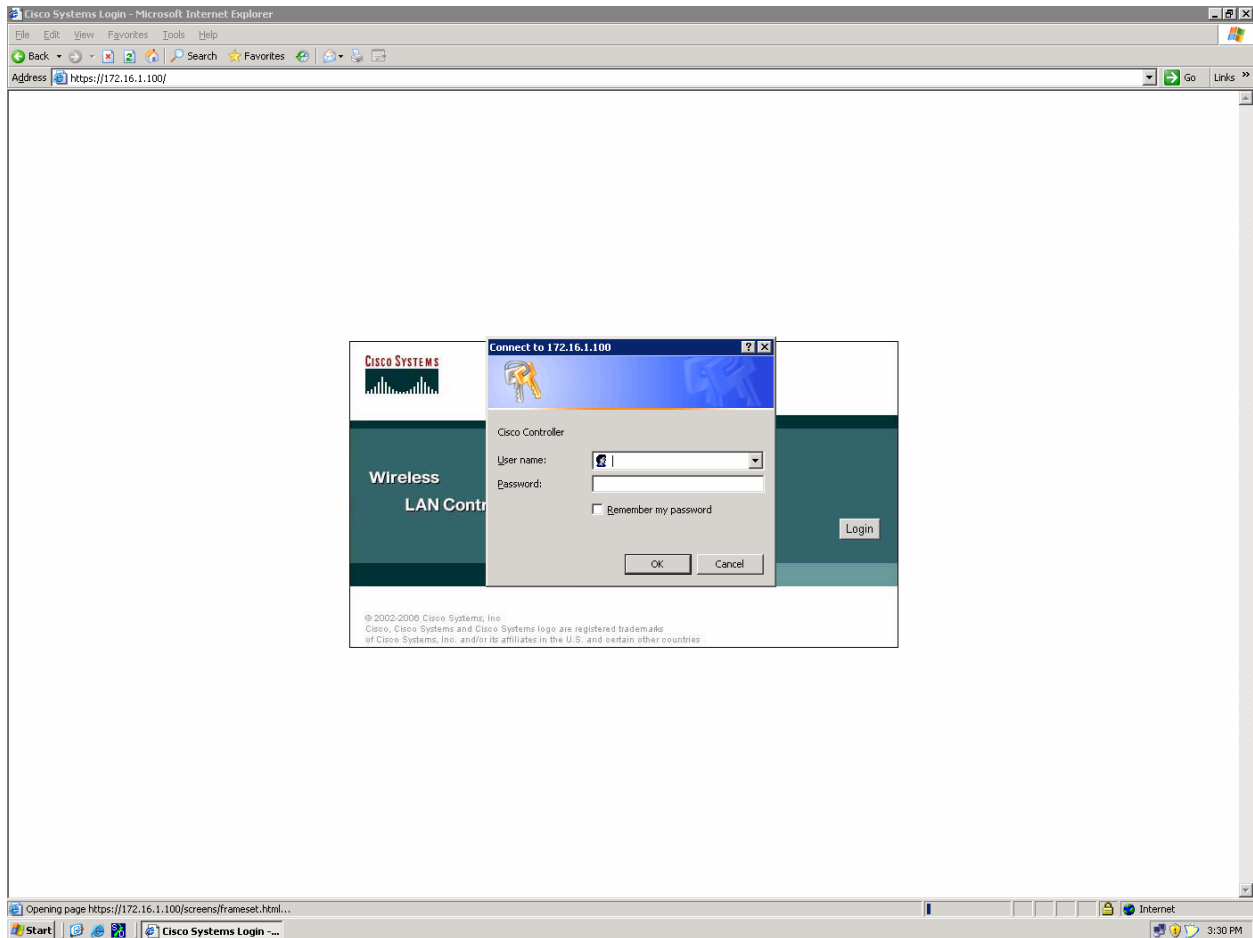 Cisco Systems Login - Microsoft Internet Explorer
File Edit View Favorites Tools Help
Back Search Favorites
Address https://172.16.1.100/ Go Links »
CISCO SYSTEMS
Wireless
LAN Contr
Login
Connect to 172.16.1.100
Cisco Controller
User name:
Password:
Remember my password
OK Cancel
© 2002-2006 Cisco Systems, Inc
Cisco, Cisco Systems and Cisco Systems logo are registered trademarks
of Cisco Systems, Inc. and/or its affiliates in the U.S. and certain other countries
Opening page https://172.16.1.100/screens/frameset.html... Internet
Start Cisco Systems Login -... 3:30 PM